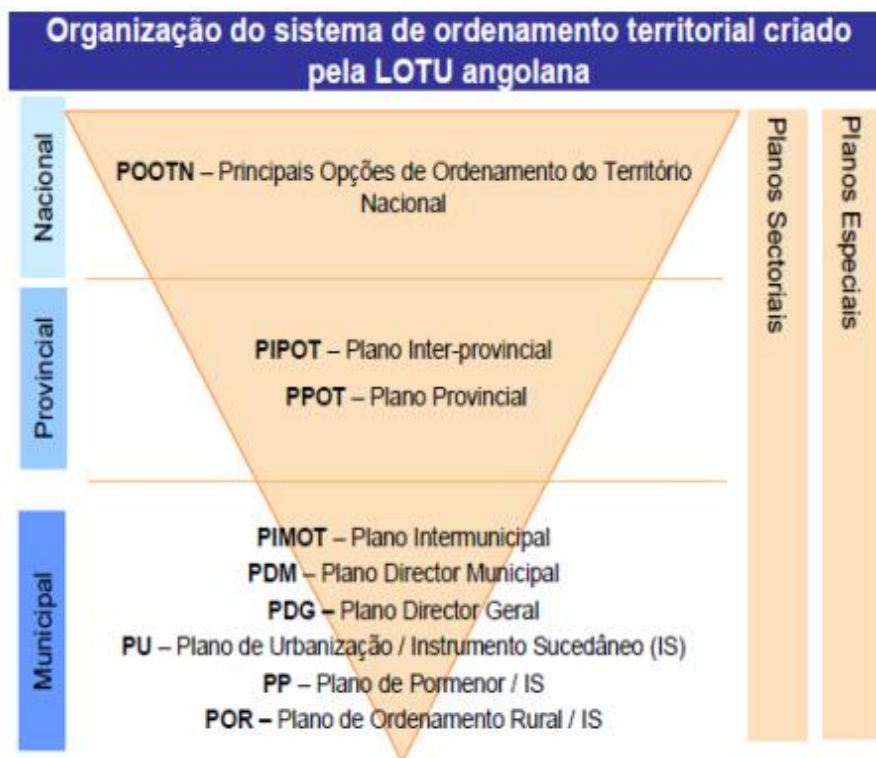 Organização do sistema de ordenamento territorial criado
pela LOTU angolana
Nacional
POOTN – Principais Opções de Ordenamento do Território
Nacional
Provincial
PIPOT – Plano Inter-provincial
PPOT – Plano Provincial
Municipal
PIMOT – Plano Intermunicipal
PDM – Plano Director Municipal
PDG – Plano Director Geral
PU – Plano de Urbanização / Instrumento Sucedâneo (IS)
PP – Plano de Pormenor / IS
POR – Plano de Ordenamento Rural / IS
Planos Sectoriais
Planos Especiais